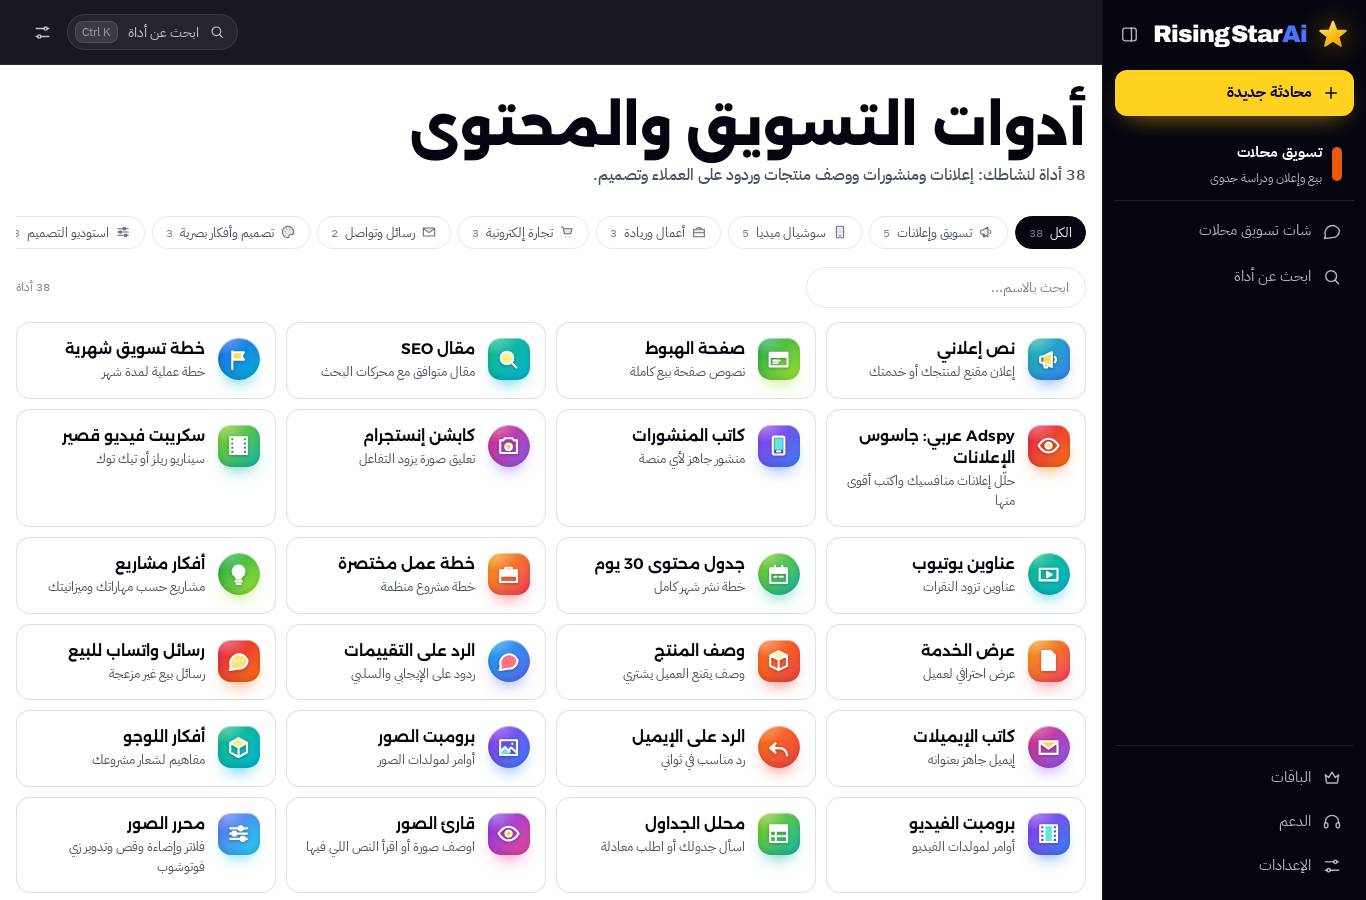 RisingStarAi
محادثة جديدة
تسويق محلات
بيع وإعلان ودراسة جدوى
شات تسويق محلات
ابحث عن أداة
الباقات
الدعم
الإعدادات
ابحث عن أداة Ctrl K
أدوات التسويق والمحتوى
38 أداة لنشاطك: إعلانات ومنشورات ووصف منتجات وردود على العملاء وتصميم.
الكل 38
تسويق وإعلانات 5
سوشيال ميديا 5
أعمال وريادة 3
تجارة إلكترونية 3
رسائل وتواصل 2
تصميم وأفكار بصرية 3
استوديو التصميم 3
ابحث بالاسم...
38 أداة
نص إعلاني
إعلان مقنع لمنتجك أو خدمتك
صفحة الهبوط
نصوص صفحة بيع كاملة
مقال SEO
مقال متوافق مع محركات البحث
خطة تسويق شهرية
خطة عملية لمدة شهر
Adspy عربي: جاسوس
الإعلانات
حلّل إعلانات منافسيك واكتب أقوى
منها
كاتب المنشورات
منشور جاهز لأي منصة
كابشن إنستجرام
تعليق صورة يزود التفاعل
سكريبت فيديو قصير
سيناريو ريلز أو تيك توك
عناوين يوتيوب
عناوين تزود النقرات
جدول محتوى 30 يوم
خطة نشر شهر كامل
خطة عمل مختصرة
خطة مشروع منظمة
أفكار مشاريع
مشاريع حسب مهاراتك وميزانيتك
عرض الخدمة
عرض احترافي لعميل
وصف المنتج
وصف يقنع العميل يشتري
الرد على التقييمات
ردود على الإيجابي والسلبي
رسائل واتساب للبيع
رسائل بيع غير مزعجة
كاتب الإيميلات
إيميل جاهز بعنوانه
الرد على الإيميل
رد مناسب في ثواني
برومبت الصور
أوامر لمولدات الصور
أفكار اللوجو
مفاهيم لشعار مشروعك
برومبت الفيديو
أوامر لمولدات الفيديو
محلل الجداول
اسأل جدولك أو اطلب معادلة
قارئ الصور
اوصف صورة أو اقرأ النص اللي فيها
محرر الصور
فلاتر وإضاءة وقص وتدوير زي
فوتوشوب